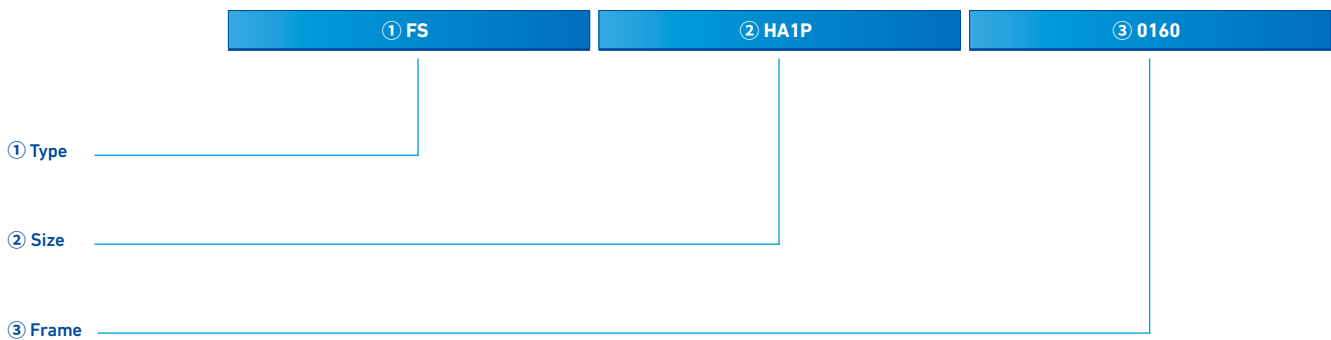 ① FS ② HA1P ③ 0160
① Type
② Size
③ Frame